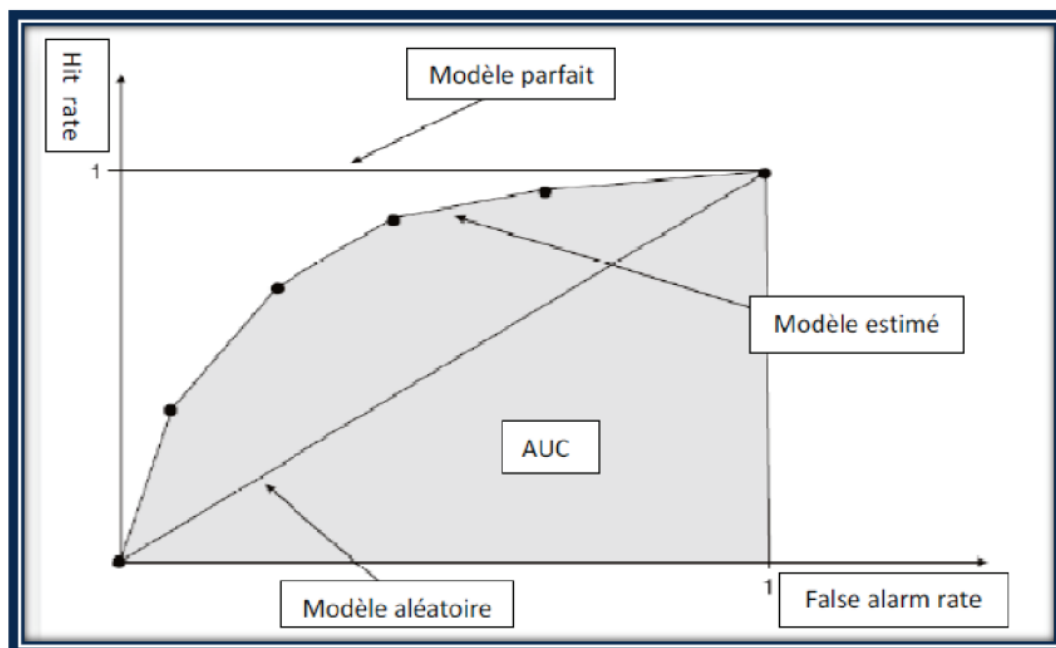 Hit rate
Modèle parfait
1
Modèle estimé
AUC
Modèle aléatoire
1
False alarm rate